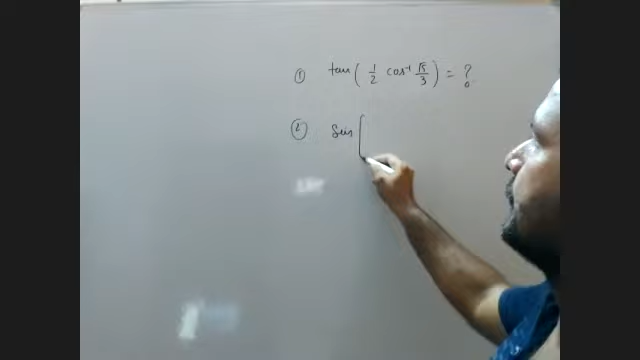 ① tan ( 1/2 cos⁻¹ √5/3 ) = ?
② Sin [